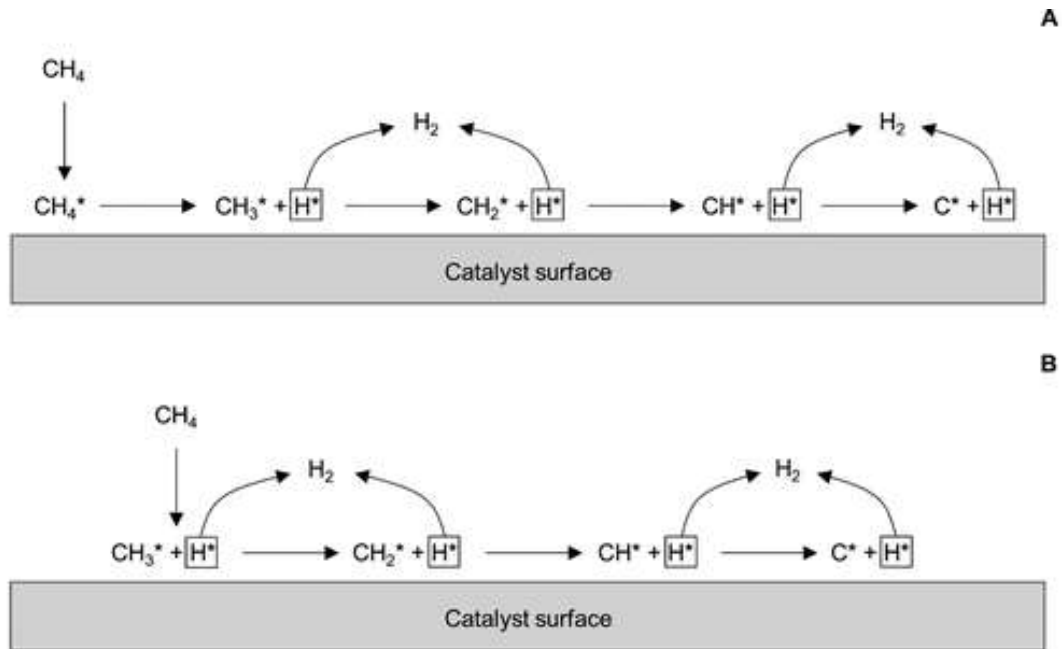 A
CH₄
H₂ H₂
CH₄* CH₃* + H* CH₂* + H* CH* + H* C* + H*
Catalyst surface
B
CH₄
H₂ H₂
CH₃* + H* CH₂* + H* CH* + H* C* + H*
Catalyst surface